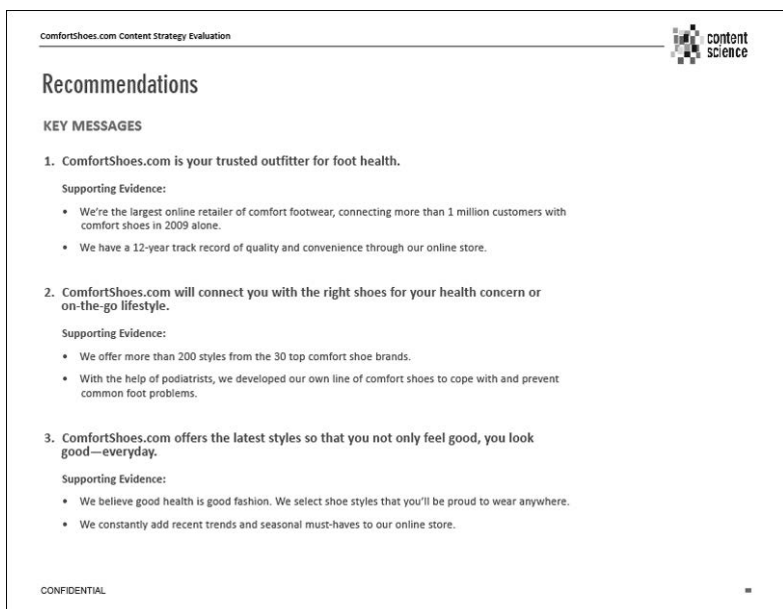 ComfortShoes.com Content Strategy Evaluation
content
science
Recommendations
KEY MESSAGES
1. ComfortShoes.com is your trusted outfitter for foot health.
Supporting Evidence:
• We're the largest online retailer of comfort footwear, connecting more than 1 million customers with
comfort shoes in 2009 alone.
• We have a 12-year track record of quality and convenience through our online store.
2. ComfortShoes.com will connect you with the right shoes for your health concern or
on-the-go lifestyle.
Supporting Evidence:
• We offer more than 200 styles from the 30 top comfort shoe brands.
• With the help of podiatrists, we developed our own line of comfort shoes to cope with and prevent
common foot problems.
3. ComfortShoes.com offers the latest styles so that you not only feel good, you look
good—everyday.
Supporting Evidence:
• We believe good health is good fashion. We select shoe styles that you'll be proud to wear anywhere.
• We constantly add recent trends and seasonal must-haves to our online store.
CONFIDENTIAL